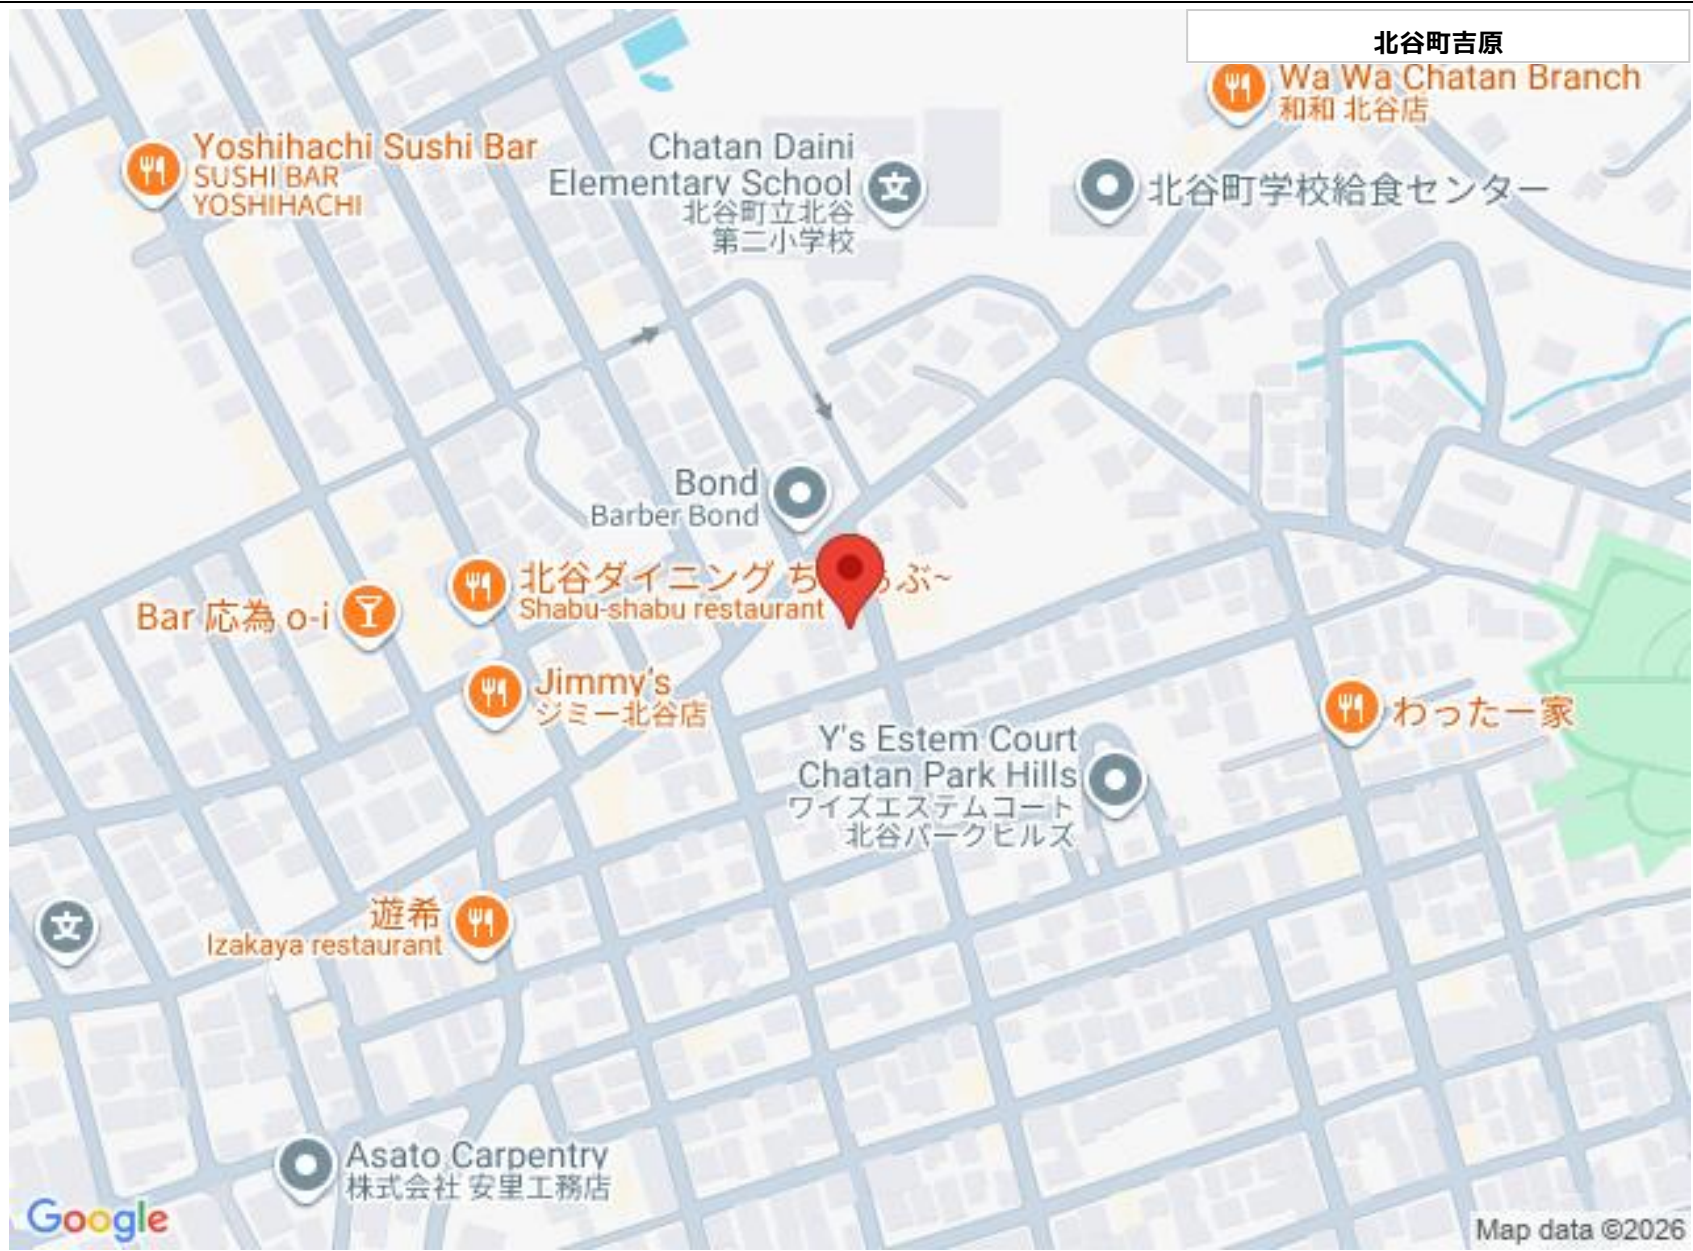 北谷町吉原
Wa Wa Chatan Branch
和和 北谷店
Yoshihachi Sushi Bar
SUSHI BAR
YOSHIHACHI
Chatan Daini
Elementary School
北谷町立北谷
第二小学校
北谷町学校給食センター
Bond
Barber Bond
北谷ダイニング ち
ぶ~
Shabu-shabu restaurant
Bar 応為 o-i
Jimmy's
ジミー北谷店
わったー家
Y's Estem Court
Chatan Park Hills
ワイズエステムコート
北谷パークヒルズ
遊希
Izakaya restaurant
文
文
Asato Carpentry
株式会社 安里工務店
Google
Map data ©2026